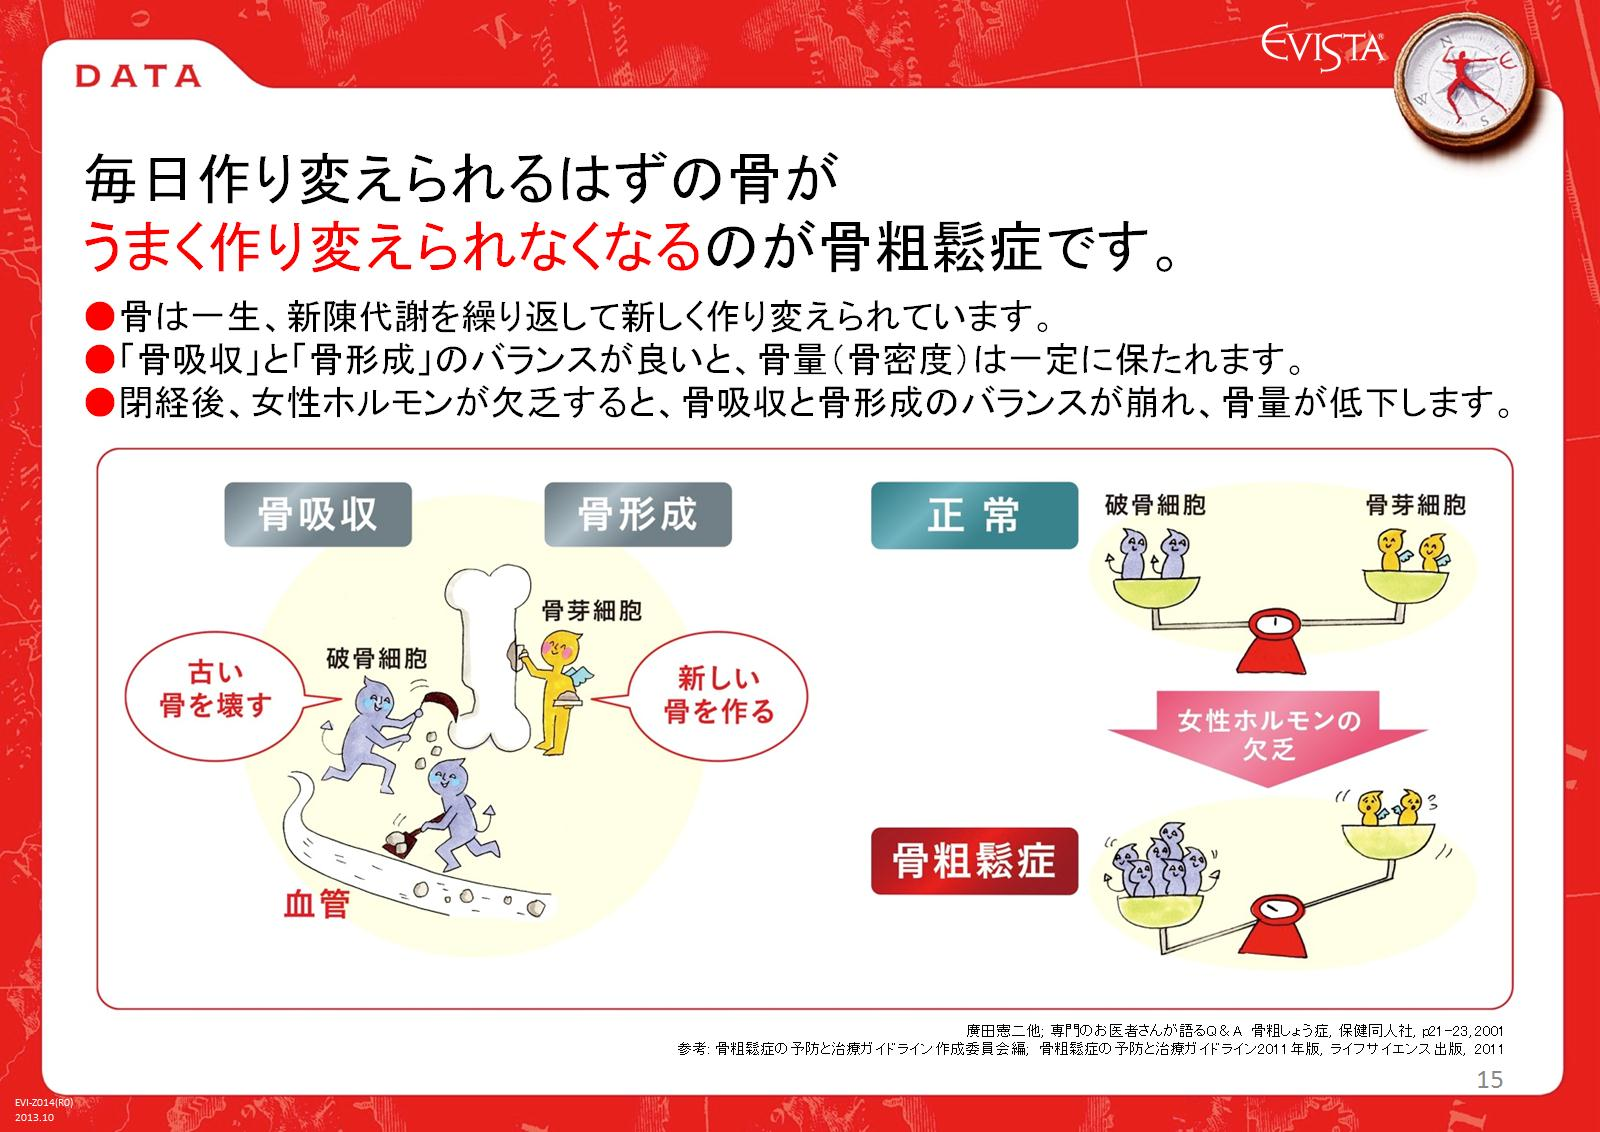 DATA
EVISTA®
N
E
S
W
毎日作り変えられるはずの骨が
うまく作り変えられなくなるのが骨粗鬆症です。
●骨は一生、新陳代謝を繰り返して新しく作り変えられています。
●「骨吸収」と「骨形成」のバランスが良いと、骨量（骨密度）は一定に保たれます。
●閉経後、女性ホルモンが欠乏すると、骨吸収と骨形成のバランスが崩れ、骨量が低下します。
骨吸収
骨形成
骨芽細胞
破骨細胞
古い
骨を壊す
新しい
骨を作る
血管
正常
破骨細胞
骨芽細胞
女性ホルモンの
欠乏
骨粗鬆症
廣田憲二他; 専門のお医者さんが語るQ＆A 骨粗しょう症, 保健同人社, p21-23, 2001
参考: 骨粗鬆症の予防と治療ガイドライン作成委員会編; 骨粗鬆症の予防と治療ガイドライン2011年版, ライフサイエンス出版, 2011
15
EVI-Z014(R0)
2013.10